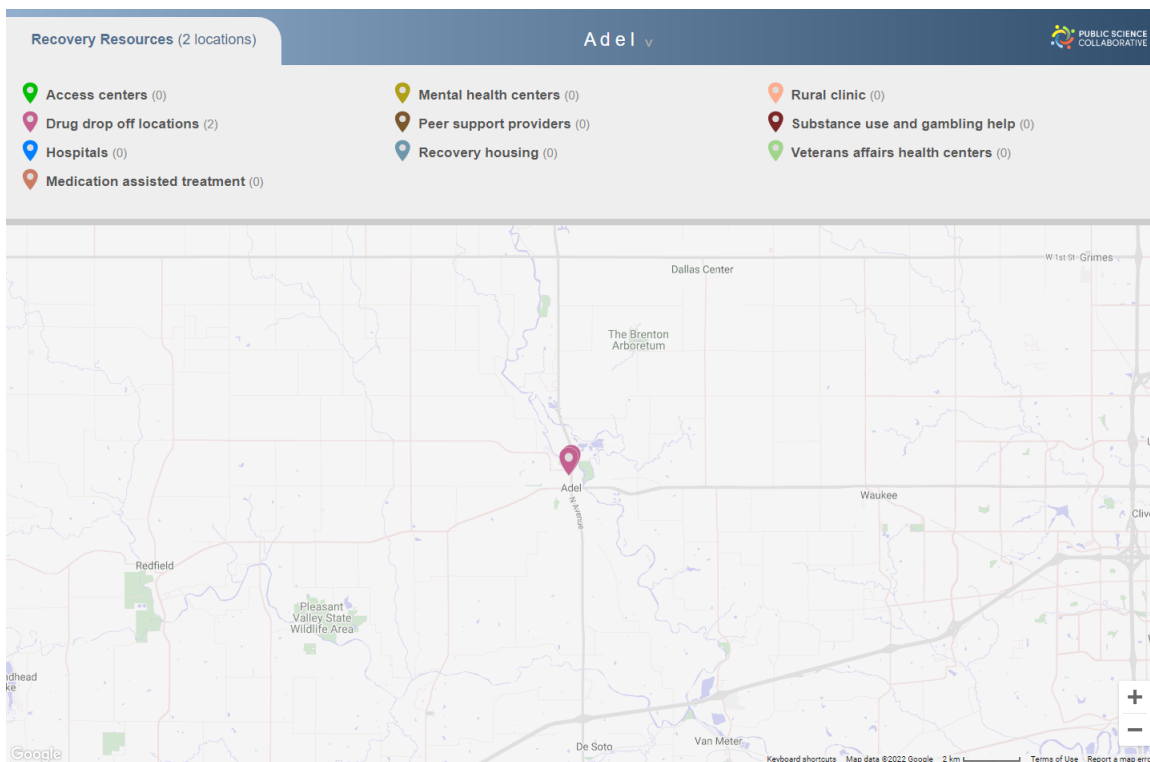 Recovery Resources (2 locations)
Adel v
PUBLIC SCIENCE
COLLABORATIVE
Access centers (0)
Mental health centers (0)
Rural clinic (0)
Drug drop off locations (2)
Peer support providers (0)
Substance use and gambling help (0)
Hospitals (0)
Recovery housing (0)
Veterans affairs health centers (0)
Medication assisted treatment (0)
W 1st St
Grimes
Dallas Center
The Brenton
Arboretum
Adel
N Avenue
Waukee
Clive
Redfield
Pleasant
Valley State
Wildlife Area
ndhead
ke
De Soto
Van Meter
+
−
Google
Keyboard shortcuts
Map data ©2022 Google
2 km
Terms of Use
Report a map erro